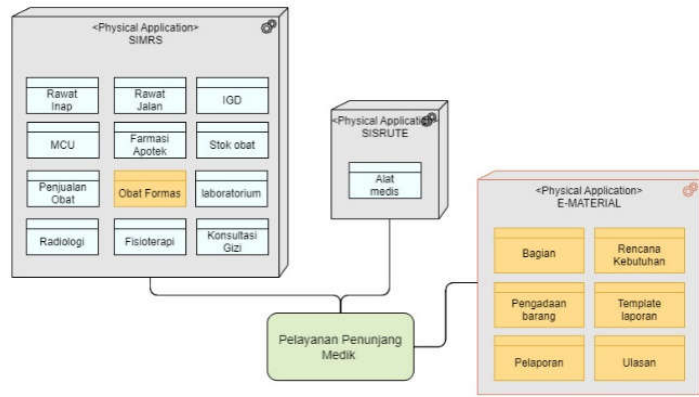 <Physical Application>
SIMRS
Rawat
Inap
Rawat
Jalan
IGD
MCU
Farmasi
Apotek
Stok obat
Penjualan
Obat
Obat Formas
laboratorium
Radiologi
Fisioterapi
Konsultasi
Gizi
<Physical Application>
SISRUTE
Alat
medis
<Physical Application>
E-MATERIAL
Bagian
Rencana
Kebutuhan
Pengadaan
barang
Template
laporan
Pelaporan
Ulasan
Pelayanan Penunjang
Medik